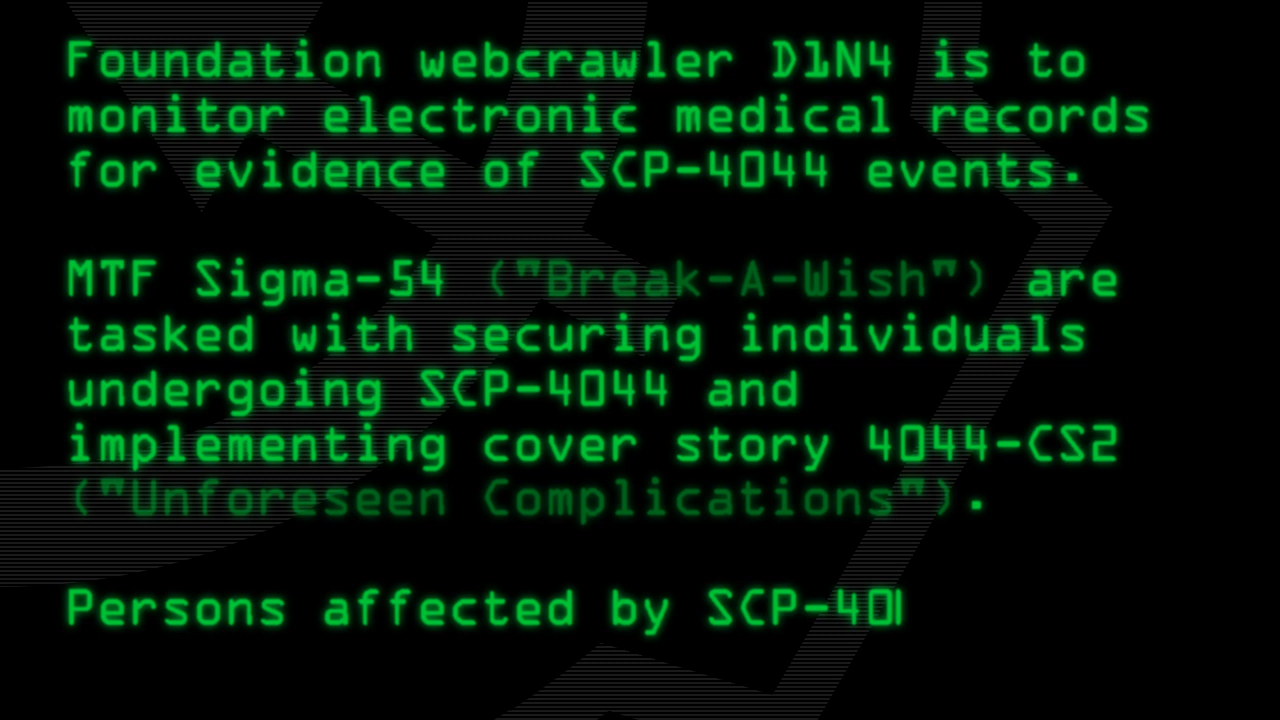 Foundation webcrawler D1N4 is to
monitor electronic medical records
for evidence of SCP-4044 events.
MTF Sigma-54 ("Break-A-Wish") are
tasked with securing individuals
undergoing SCP-4044 and
implementing cover story 4044-CS2
("Unforeseen Complications").
Persons affected by SCP-40